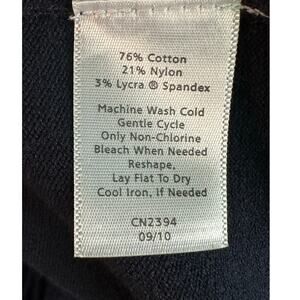 76% Cotton
21% Nylon
3% Lycra ® Spandex
Machine Wash Cold
Gentle Cycle
Only Non-Chlorine
Bleach When Needed
Reshape,
Lay Flat To Dry
Cool Iron, If Needed
CN2394
09/10